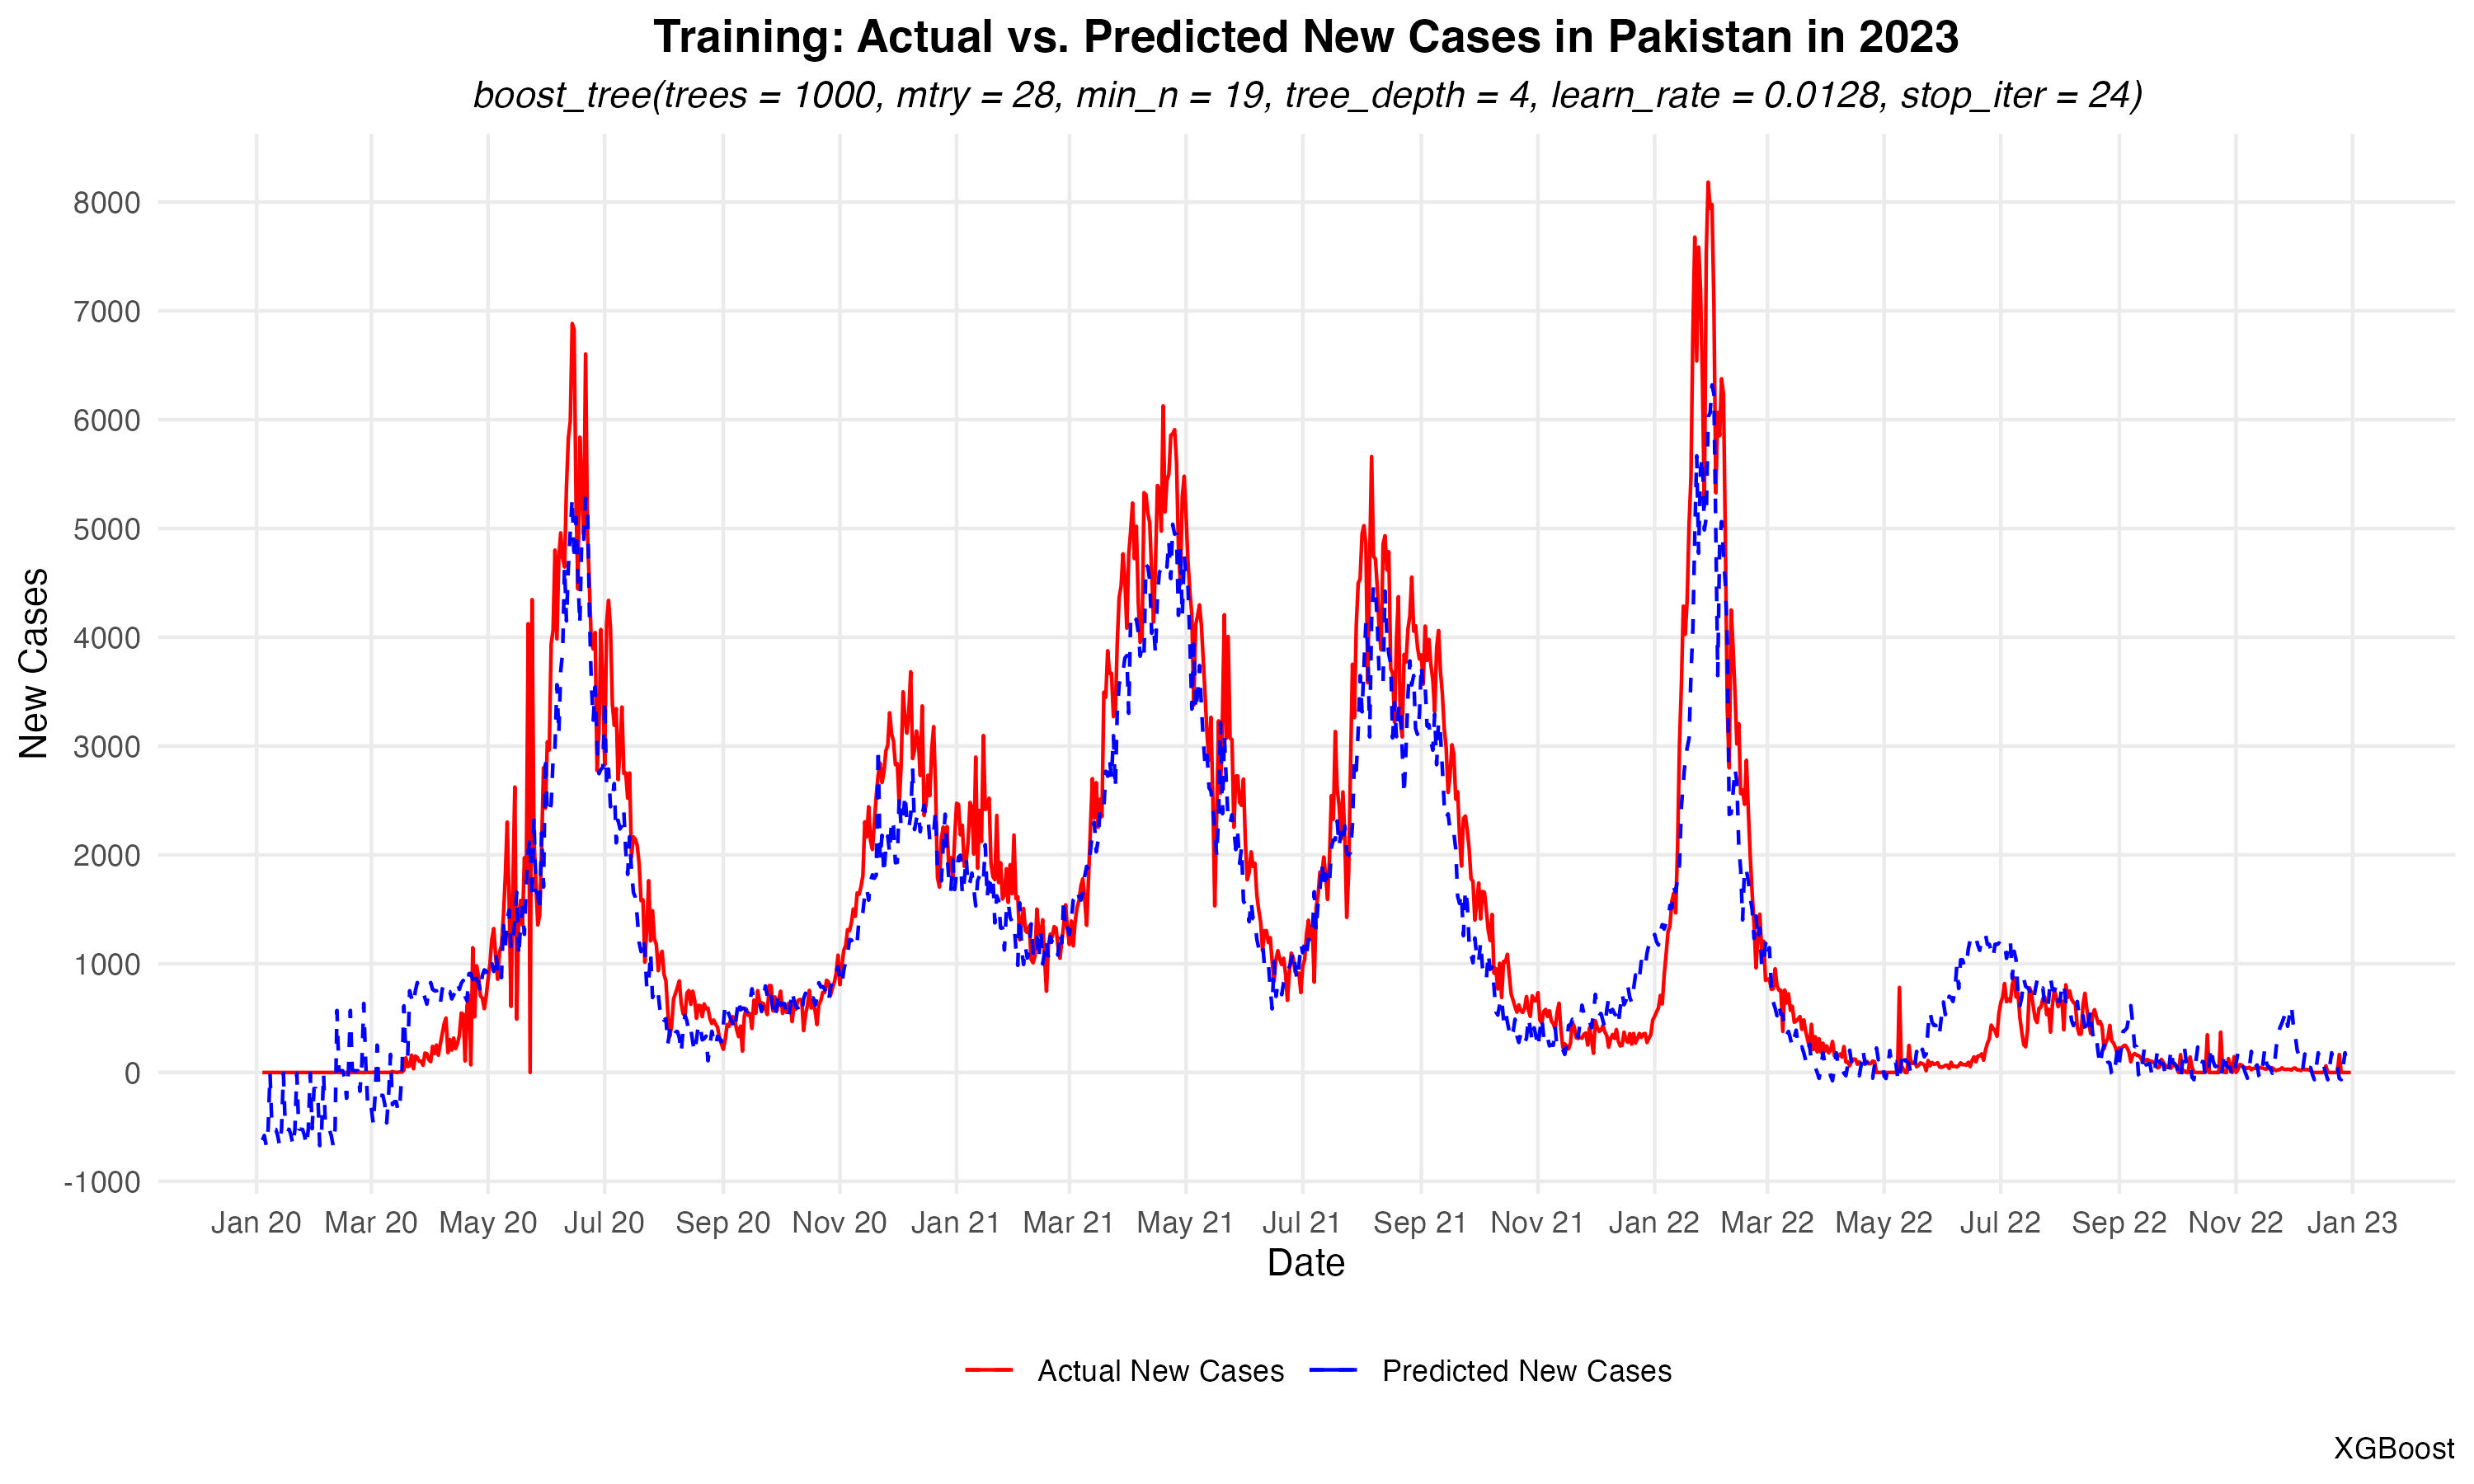 Training: Actual vs. Predicted New Cases in Pakistan in 2023
boost_tree(trees = 1000, mtry = 28, min_n = 19, tree_depth = 4, learn_rate = 0.0128, stop_iter = 24)
New Cases
8000
7000
6000
5000
4000
3000
2000
1000
0
-1000
Jan 20 Mar 20 May 20 Jul 20 Sep 20 Nov 20 Jan 21 Mar 21 May 21 Jul 21 Sep 21 Nov 21 Jan 22 Mar 22 May 22 Jul 22 Sep 22 Nov 22 Jan 23
Date
Actual New Cases Predicted New Cases
XGBoost